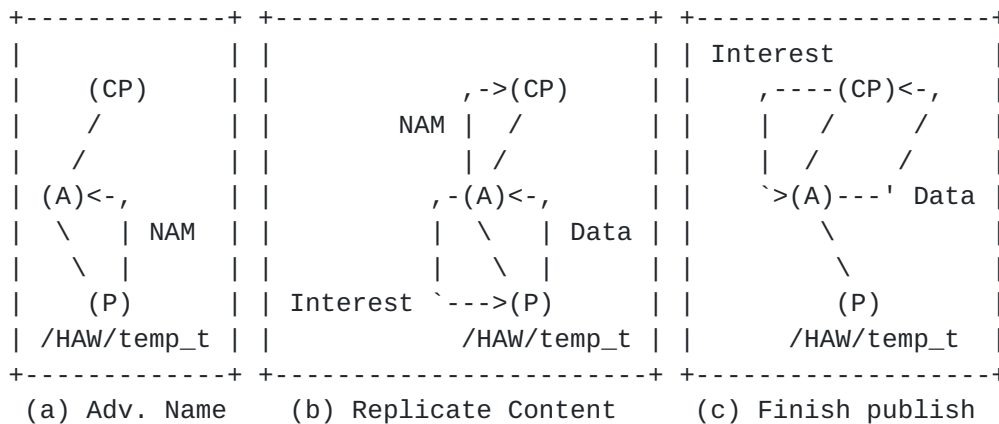 +-------------+ +-----------------------+ +-------------------+
|             | |                       | | Interest
|    (CP)     | |            ,->(CP)    | |    ,----(CP)<-,   |
|    /        | |        NAM |  /       | |    |   /     /    |
|   /         | |            | /        | |    |  /     /     |
| (A)<-,      | |          ,-(A)<-,     | |    `>(A)---' Data |
|  \   | NAM  | |          |  \   | Data | |        \          |
|   \  |      | |          |   \  |     | |         \         |
|    (P)      | | Interest `--->(P)     | |         (P)       |
| /HAW/temp_t | |            /HAW/temp_t | |      /HAW/temp_t  |
+-------------+ +-----------------------+ +-------------------+
(a) Adv. Name    (b) Replicate Content     (c) Finish publish